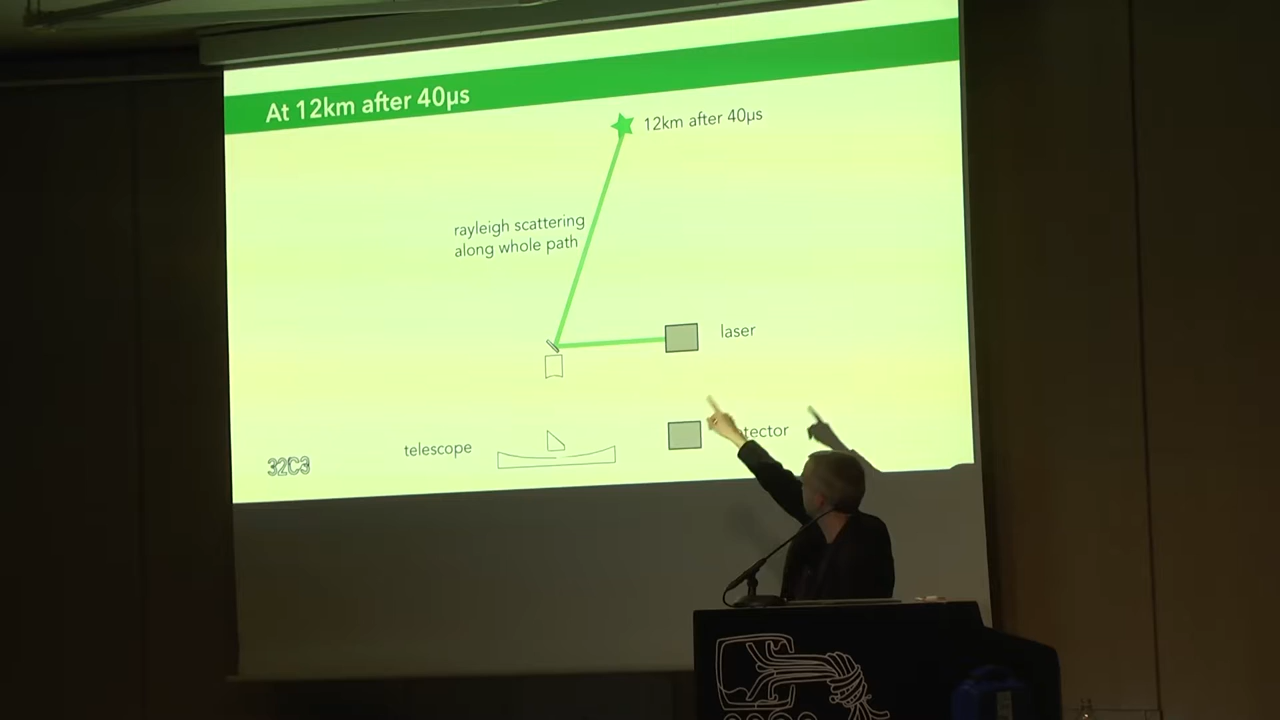 At 12km after 40µs
12km after 40µs
rayleigh scattering
along whole path
laser
telescope
32C3